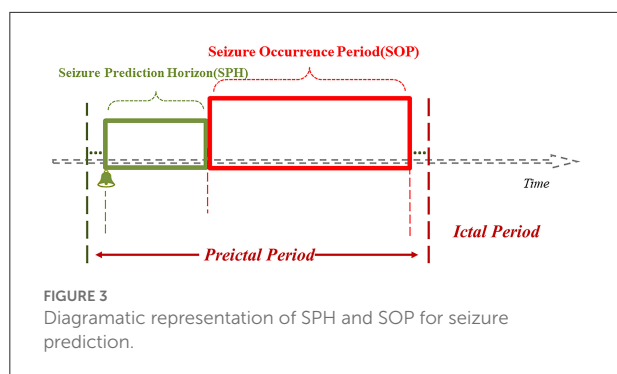 Seizure Occurrence Period(SOP)
Seizure Prediction Horizon(SPH)
Time
Ictal Period
Preictal Period
FIGURE 3
Diagramatic representation of SPH and SOP for seizure
prediction.